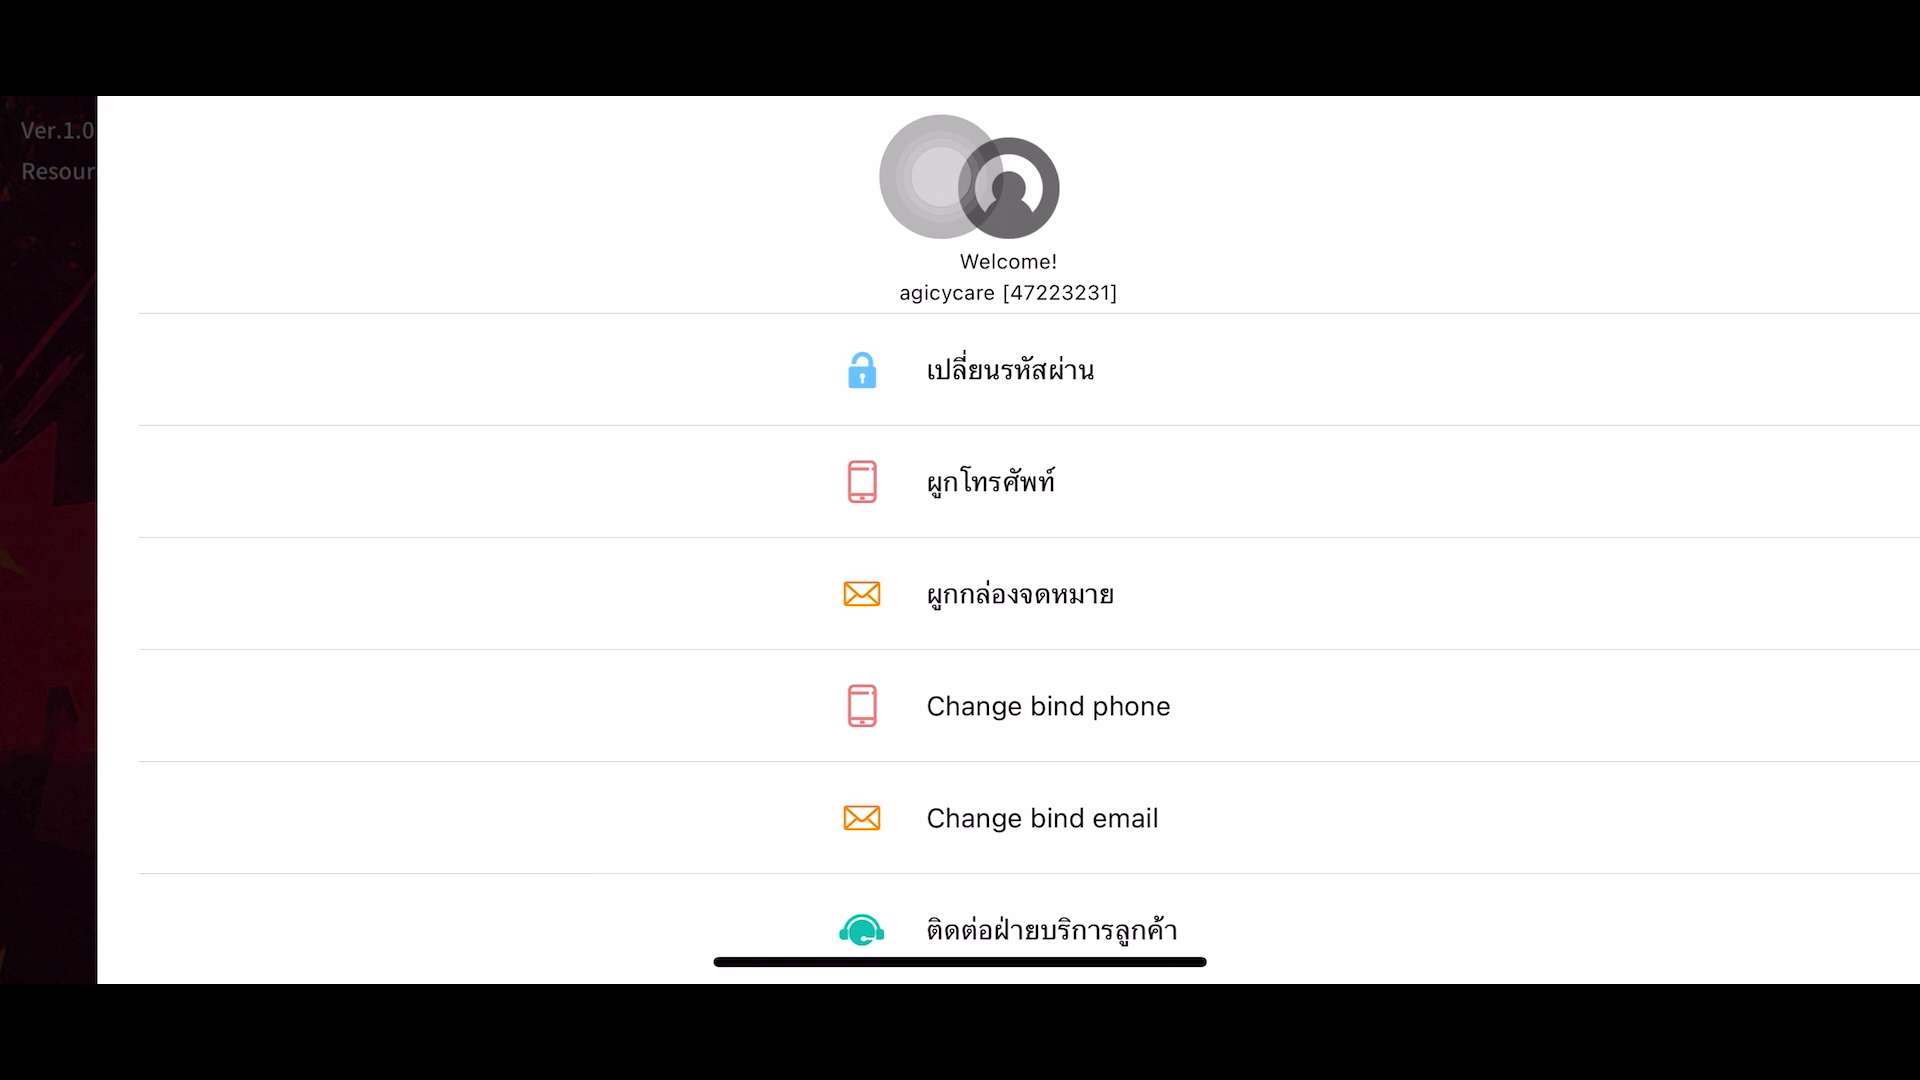 Ver.1.0
Resour
Welcome!
agicycare [47223231]
เปลี่ยนรหัสผ่าน
ผูกโทรศัพท์
ผูกกล่องจดหมาย
Change bind phone
Change bind email
ติดต่อฝ่ายบริการลูกค้า